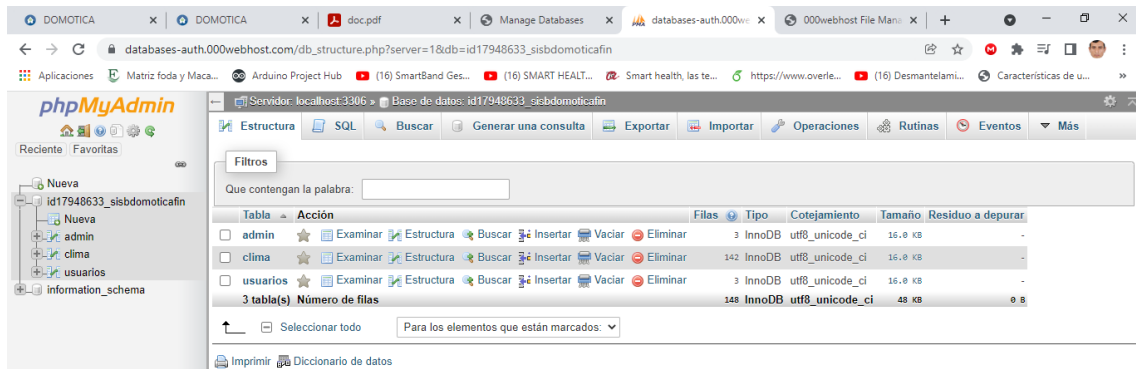 DOMOTICA DOMOTICA doc.pdf Manage Databases databases-auth.000we 000webhost File Mana
databases-auth.000webhost.com/db_structure.php?server=1&db=id17948633_sisbdomoticafin
Aplicaciones Matriz foda y Maca... Arduino Project Hub (16) SmartBand Ges... (16) SMART HEALT... Smart health, las te... https://www.overle... (16) Desmantelami... Características de u... »
phpMyAdmin
Reciente Favoritas
Nueva
id17948633_sisbdomoticafin
Nueva
admin
clima
usuarios
information_schema
Servidor: localhost:3306 » Base de datos: id17948633_sisbdomoticafin
Estructura SQL Buscar Generar una consulta Exportar Importar Operaciones Rutinas Eventos Más
Filtros
Que contengan la palabra:
Tabla Acción Filas Tipo Cotejamiento Tamaño Residuo a depurar
admin Examinar Estructura Buscar Insertar Vaciar Eliminar 3 InnoDB utf8_unicode_ci 16.0 KB -
clima Examinar Estructura Buscar Insertar Vaciar Eliminar 142 InnoDB utf8_unicode_ci 16.0 KB -
usuarios Examinar Estructura Buscar Insertar Vaciar Eliminar 3 InnoDB utf8_unicode_ci 16.0 KB -
3 tabla(s) Número de filas 148 InnoDB utf8_unicode_ci 48 KB 0 B
Seleccionar todo Para los elementos que están marcados:
Imprimir Diccionario de datos